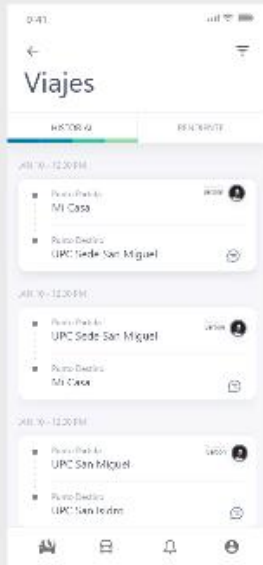 9:41
Viajes
HISTORIAL
PENDIENTE
JAN 10 - 12:30 PM
Punto Partida
Mi Casa
Punto Destino
UPC Sede San Miguel
JAN 10 - 12:30 PM
Punto Partida
UPC Sede San Miguel
Punto Destino
Mi Casa
JAN 10 - 12:30 PM
Punto Partida
UPC San Miguel
Punto Destino
UPC San Isidro